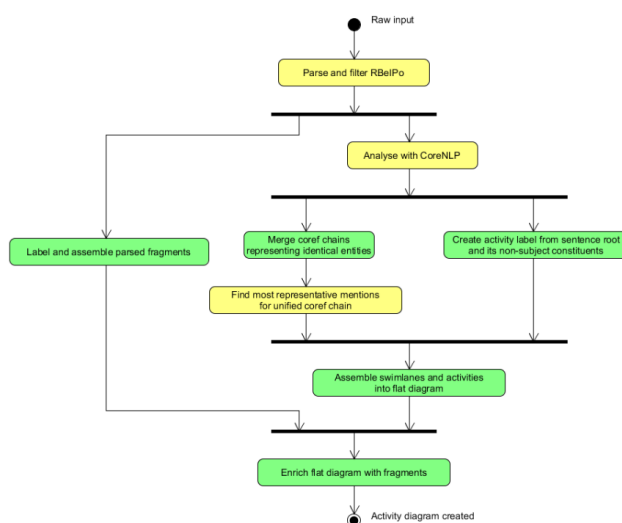 Raw input
Parse and filter RBelPo
Analyse with CoreNLP
Label and assemble parsed fragments
Merge coref chains
representing identical entities
Create activity label from sentence root
and its non-subject constituents
Find most representative mentions
for unified coref chain
Assemble swimlanes and activities
into flat diagram
Enrich flat diagram with fragments
Activity diagram created